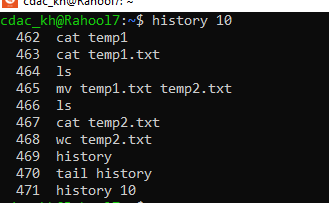 cdac_kh@Rahool7: ~
cdac_kh@Rahool7:~$ history 10
462 cat temp1
463 cat temp1.txt
464 ls
465 mv temp1.txt temp2.txt
466 ls
467 cat temp2.txt
468 wc temp2.txt
469 history
470 tail history
471 history 10